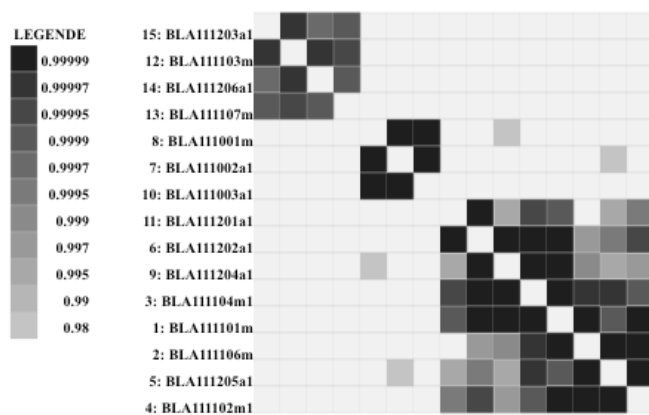 LEGENDE
0.99999
0.99997
0.99995
0.9999
0.9997
0.9995
0.999
0.997
0.995
0.99
0.98
15: BLA111203a1
12: BLA111103m
14: BLA111206a1
13: BLA111107m
8: BLA111001m
7: BLA111002a1
10: BLA111003a1
11: BLA111201a1
6: BLA111202a1
9: BLA111204a1
3: BLA111104m1
1: BLA111101m
2: BLA111106m
5: BLA111205a1
4: BLA111102m1